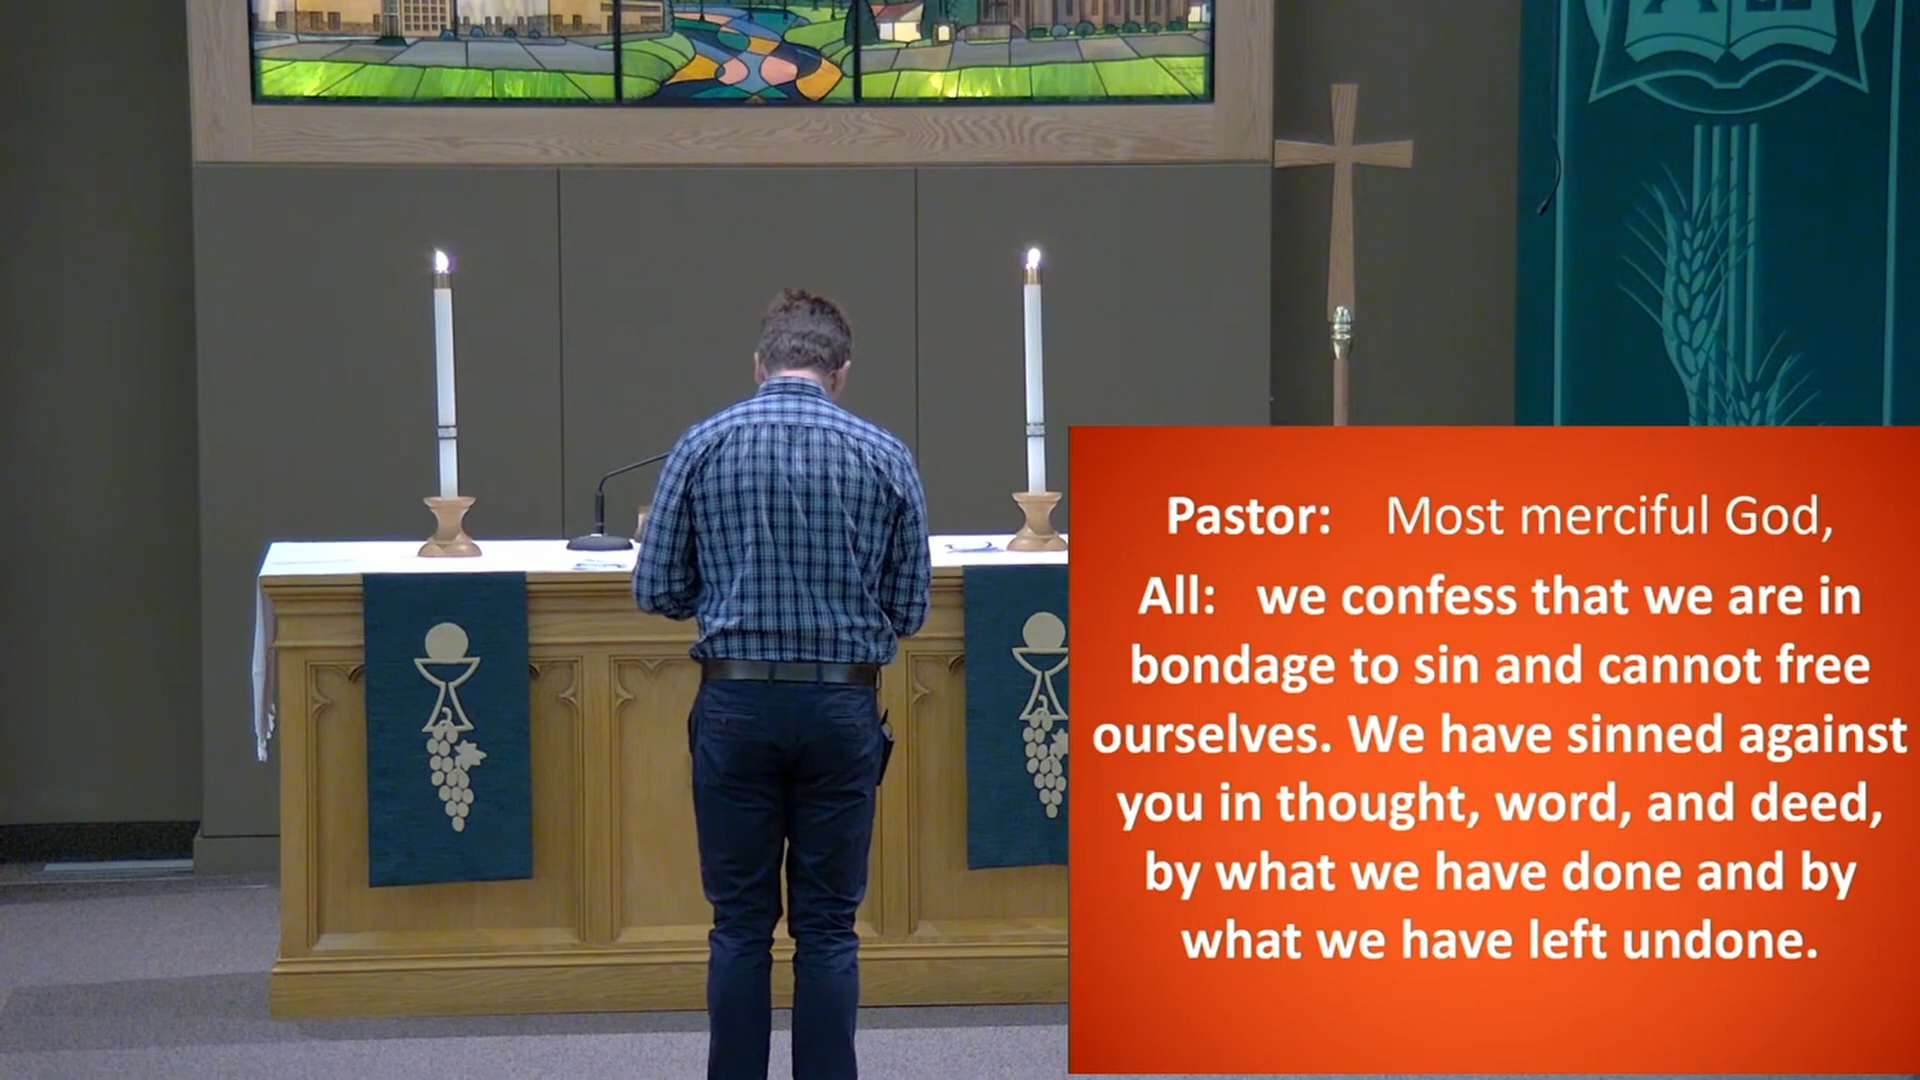 Pastor: Most merciful God,
All: we confess that we are in
bondage to sin and cannot free
ourselves. We have sinned against
you in thought, word, and deed,
by what we have done and by
what we have left undone.